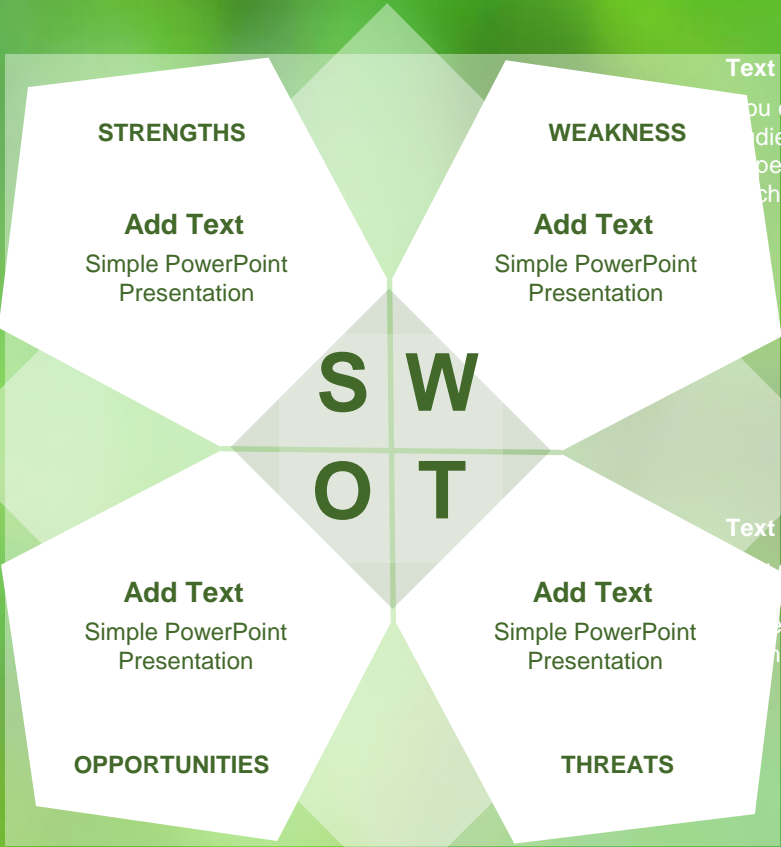 STRENGTHS
Add Text
Simple PowerPoint
Presentation
WEAKNESS
Add Text
Simple PowerPoint
Presentation
Text
S W
O T
Add Text
Simple PowerPoint
Presentation
OPPORTUNITIES
Add Text
Simple PowerPoint
Presentation
THREATS
Text